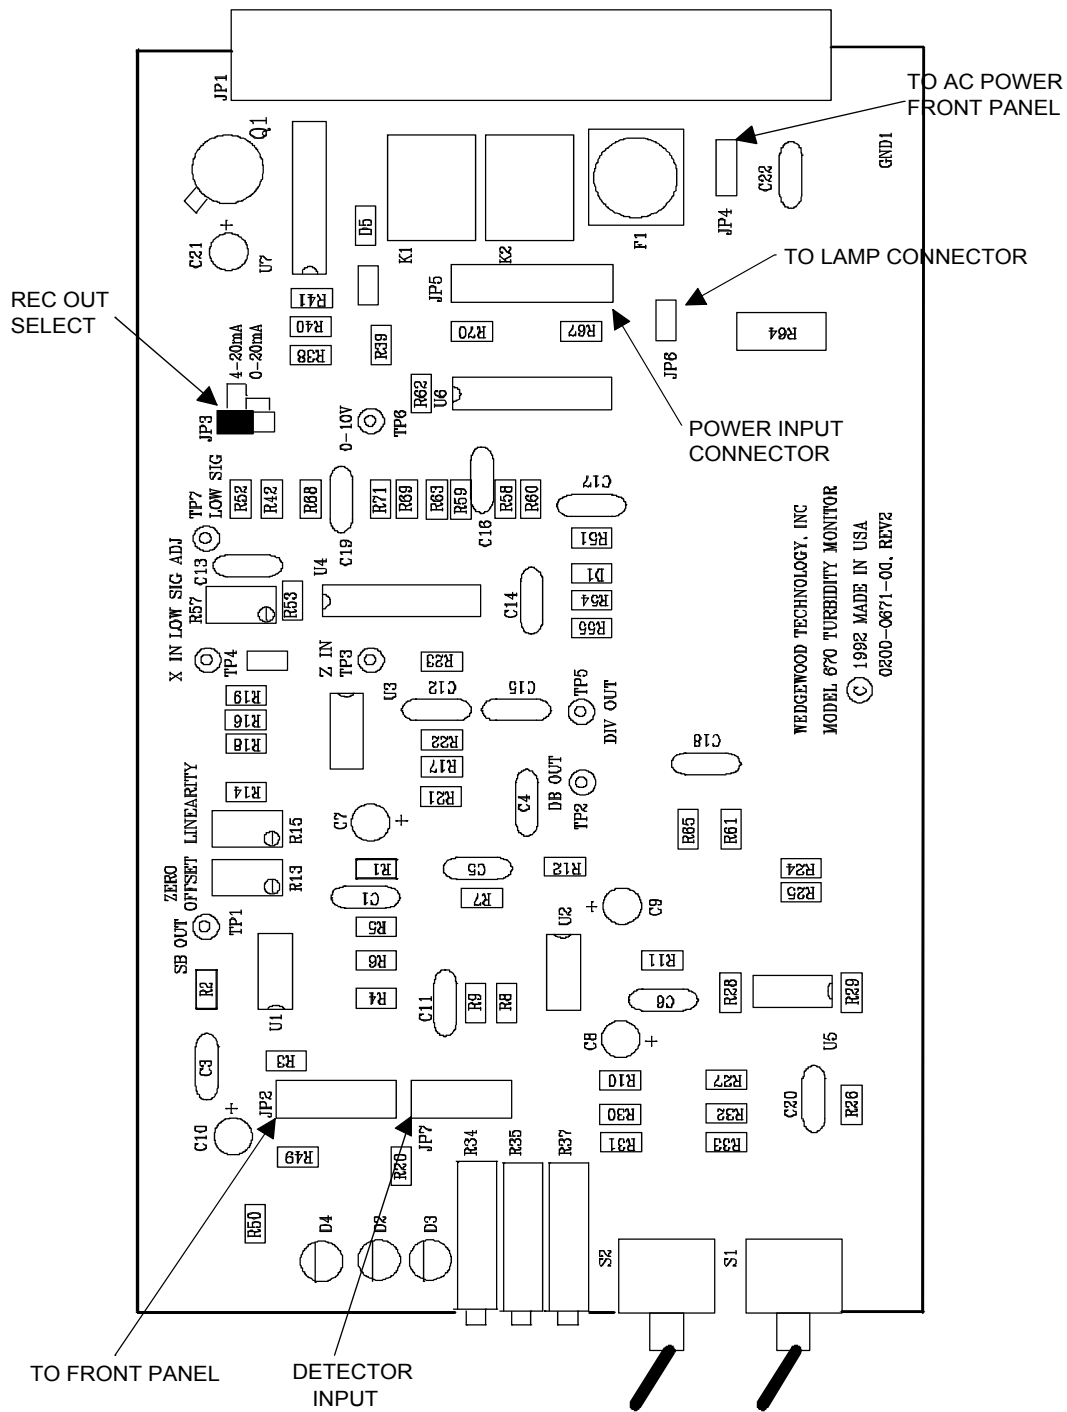 JP1
TO AC POWER
FRONT PANEL
Q1
GND1
C22
JP4
D5
C21
U7
K1
K2
F1
TO LAMP CONNECTOR
JP5
REC OUT
SELECT
R41
R40
R38
R39
R70
R67
R64
JP6
4-20mA
0-20mA
R62
U6
JP3
0-10V
TP6
POWER INPUT
CONNECTOR
TP7
LOW SIG
R52
R42
R68
C19
R71
R69
R63
R59
C16
R58
R60
C17
R51
D1
R54
R55
C13
R57
X IN LOW SIG ADJ
R53
U4
C14
TP4
Z IN
TP3
R23
U3
C12
C15
TP5
DIV OUT
R19
R16
R18
R14
R22
R17
R21
C4
DB OUT
TP2
C18
WEDGEWOOD TECHNOLOGY, INC
MODEL 670 TURBIDITY MONITOR
© 1992 MADE IN USA
0200-0671-00, REV2
LINEARITY
R15
C7
+
R65
R61
ZERO
OFFSET
R13
R1
C1
C5
R7
R12
R24
R25
SB OUT
TP1
R5
R6
R4
U2
+
C9
R11
R2
U1
C11
R9
R8
C6
R28
R29
U5
C8
+
C3
R3
JP2
JP7
R10
R30
R31
R27
R32
R33
C20
R26
+
C10
R49
R20
R34
R35
R37
R50
D4
D2
D3
S2
S1
TO FRONT PANEL
DETECTOR
INPUT